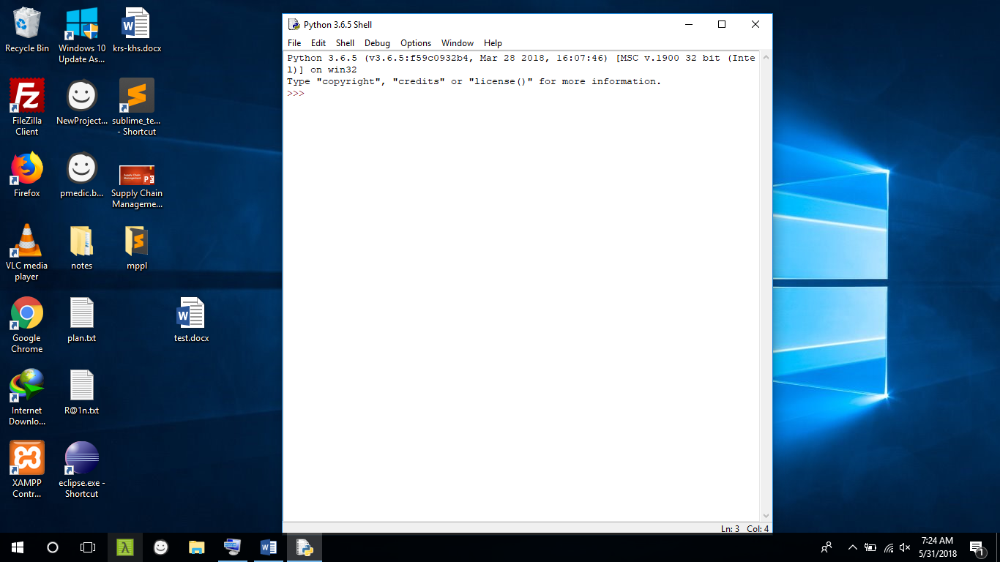 Recycle Bin
Windows 10
Update As...
krs-khs.docx
FileZilla
Client
NewProject...
sublime_te...
- Shortcut
Firefox
pmedic.b...
Supply Chain
Management
Supply Chain
Manageme...
VLC media
player
notes
mppl
Google
Chrome
plan.txt
test.docx
Internet
Downlo...
R@1n.txt
XAMPP
Contr...
eclipse.exe -
Shortcut
Python 3.6.5 Shell
File Edit Shell Debug Options Window Help
Python 3.6.5 (v3.6.5:f59c0932b4, Mar 28 2018, 16:07:46) [MSC v.1900 32 bit (Inte
l)] on win32
Type "copyright", "credits" or "license()" for more information.
>>>
Ln: 3 Col: 4
7:24 AM
5/31/2018
1